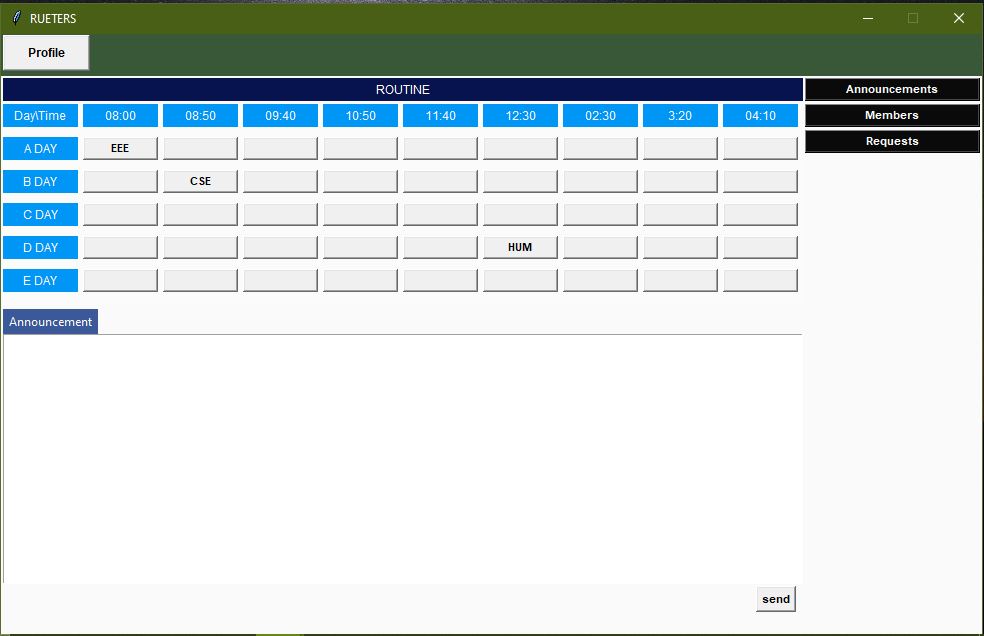 RUETERS
Profile
ROUTINE
Day\Time 08:00 08:50 09:40 10:50 11:40 12:30 02:30 3:20 04:10
A DAY EEE
B DAY CSE
C DAY
D DAY HUM
E DAY
Announcements
Members
Requests
Announcement
send